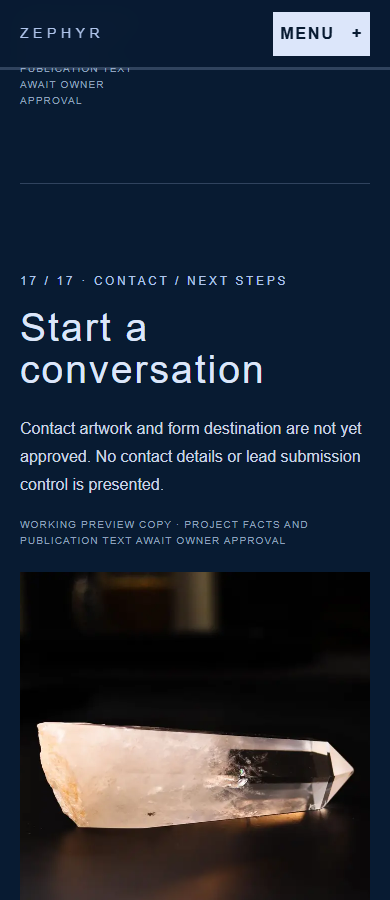 ZEPHYR
MENU +
PUBLICATION TEXT
AWAIT OWNER
APPROVAL
17 / 17 · CONTACT / NEXT STEPS
Start a
conversation
Contact artwork and form destination are not yet
approved. No contact details or lead submission
control is presented.
WORKING PREVIEW COPY · PROJECT FACTS AND
PUBLICATION TEXT AWAIT OWNER APPROVAL